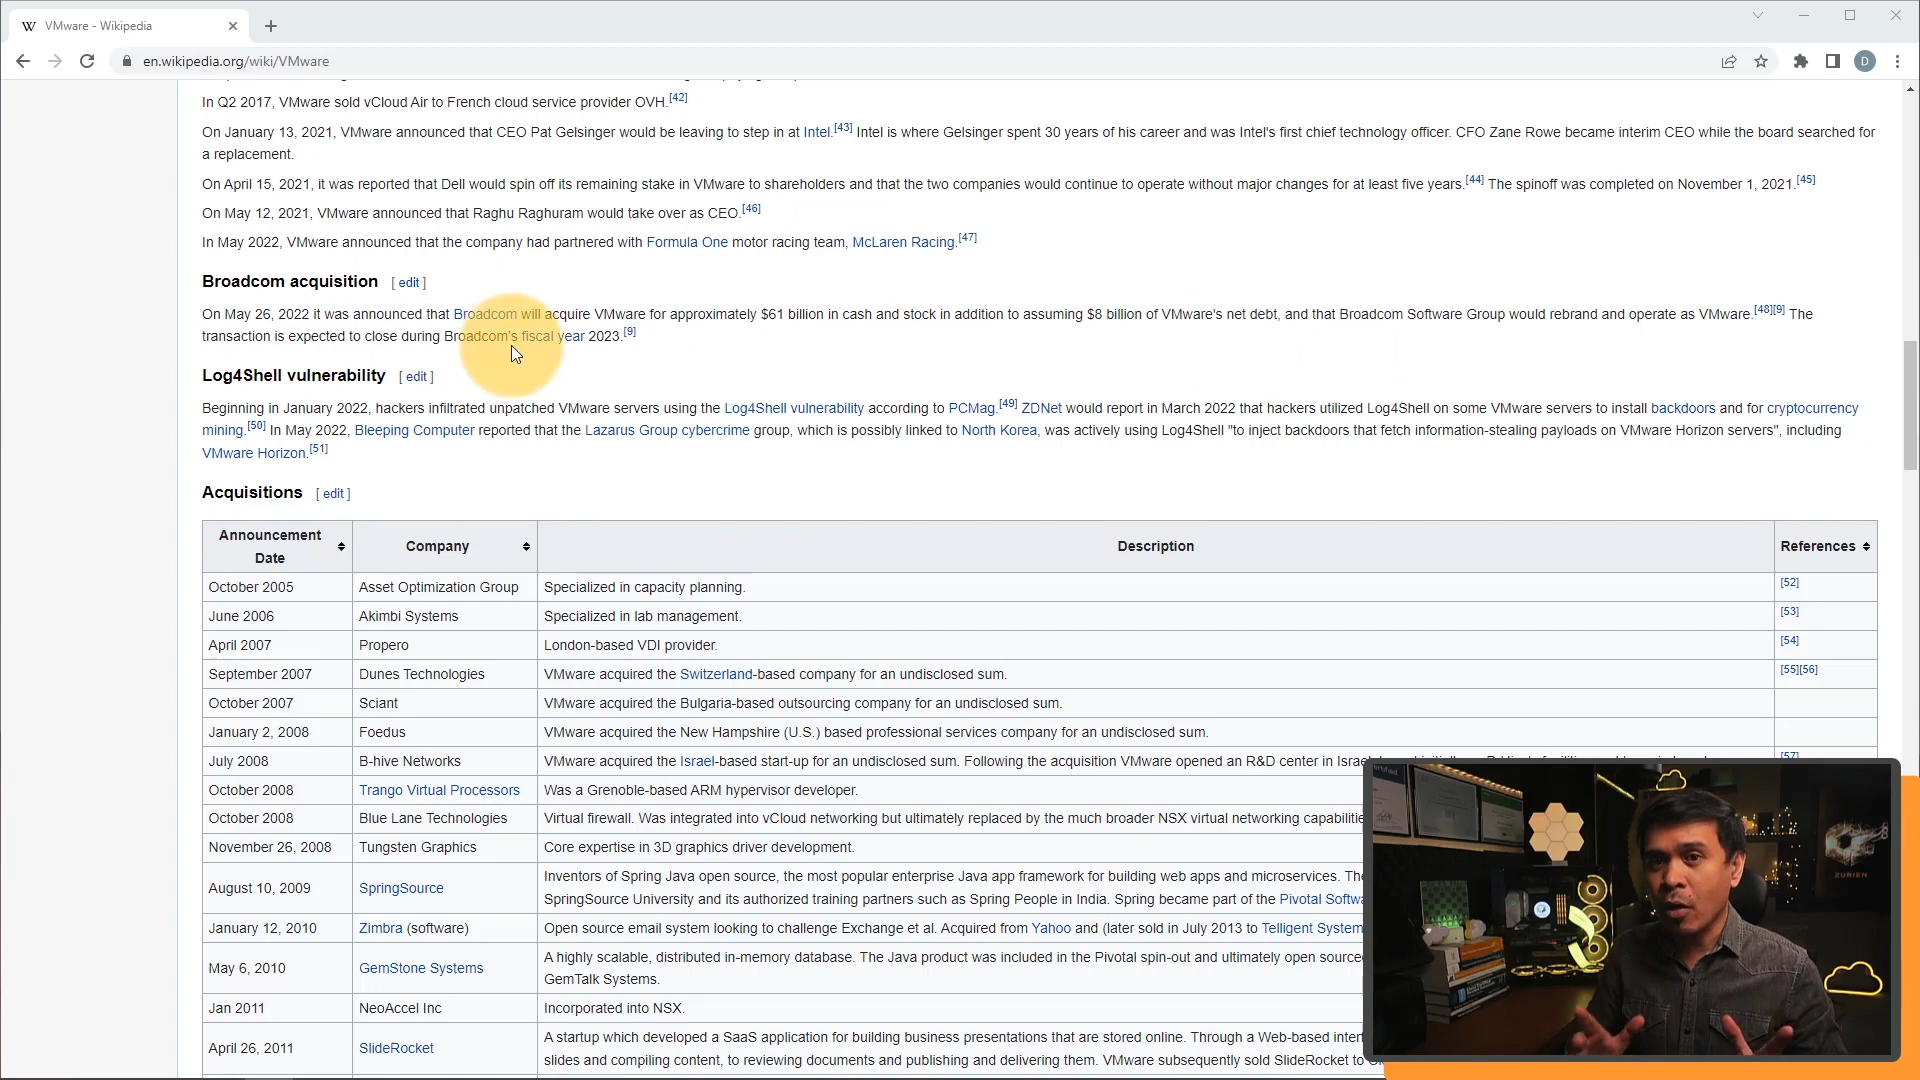 VMware - Wikipedia
en.wikipedia.org/wiki/VMware
D
In Q2 2017, VMware sold vCloud Air to French cloud service provider OVH.[42]
On January 13, 2021, VMware announced that CEO Pat Gelsinger would be leaving to step in at Intel.[43] Intel is where Gelsinger spent 30 years of his career and was Intel's first chief technology officer. CFO Zane Rowe became interim CEO while the board searched for
a replacement.
On April 15, 2021, it was reported that Dell would spin off its remaining stake in VMware to shareholders and that the two companies would continue to operate without major changes for at least five years.[44] The spinoff was completed on November 1, 2021.[45]
On May 12, 2021, VMware announced that Raghu Raghuram would take over as CEO.[46]
In May 2022, VMware announced that the company had partnered with Formula One motor racing team, McLaren Racing.[47]
Broadcom acquisition [ edit ]
On May 26, 2022 it was announced that Broadcom will acquire VMware for approximately $61 billion in cash and stock in addition to assuming $8 billion of VMware's net debt, and that Broadcom Software Group would rebrand and operate as VMware.[48][9] The
transaction is expected to close during Broadcom's fiscal year 2023.[9]
Log4Shell vulnerability [ edit ]
Beginning in January 2022, hackers infiltrated unpatched VMware servers using the Log4Shell vulnerability according to PCMag.[49] ZDNet would report in March 2022 that hackers utilized Log4Shell on some VMware servers to install backdoors and for cryptocurrency
mining.[50] In May 2022, Bleeping Computer reported that the Lazarus Group cybercrime group, which is possibly linked to North Korea, was actively using Log4Shell "to inject backdoors that fetch information-stealing payloads on VMware Horizon servers", including
VMware Horizon.[51]
Acquisitions [ edit ]
Announcement Date Company Description References
October 2005 Asset Optimization Group Specialized in capacity planning. [52]
June 2006 Akimbi Systems Specialized in lab management. [53]
April 2007 Propero London-based VDI provider. [54]
September 2007 Dunes Technologies VMware acquired the Switzerland-based company for an undisclosed sum. [55][56]
October 2007 Sciant VMware acquired the Bulgaria-based outsourcing company for an undisclosed sum.
January 2, 2008 Foedus VMware acquired the New Hampshire (U.S.) based professional services company for an undisclosed sum.
July 2008 B-hive Networks VMware acquired the Israel-based start-up for an undisclosed sum. Following the acquisition VMware opened an R&D center in Israel [57]
October 2008 Trango Virtual Processors Was a Grenoble-based ARM hypervisor developer.
October 2008 Blue Lane Technologies Virtual firewall. Was integrated into vCloud networking but ultimately replaced by the much broader NSX virtual networking capabilitie
November 26, 2008 Tungsten Graphics Core expertise in 3D graphics driver development.
August 10, 2009 SpringSource Inventors of Spring Java open source, the most popular enterprise Java app framework for building web apps and microservices. The
SpringSource University and its authorized training partners such as Spring People in India. Spring became part of the Pivotal Softwa
January 12, 2010 Zimbra (software) Open source email system looking to challenge Exchange et al. Acquired from Yahoo and (later sold in July 2013 to Telligent System
May 6, 2010 GemStone Systems A highly scalable, distributed in-memory database. The Java product was included in the Pivotal spin-out and ultimately open source
GemTalk Systems.
Jan 2011 NeoAccel Inc Incorporated into NSX.
April 26, 2011 SlideRocket A startup which developed a SaaS application for building business presentations that are stored online. Through a Web-based inter
slides and compiling content, to reviewing documents and publishing and delivering them. VMware subsequently sold SlideRocket to
ZURIEN